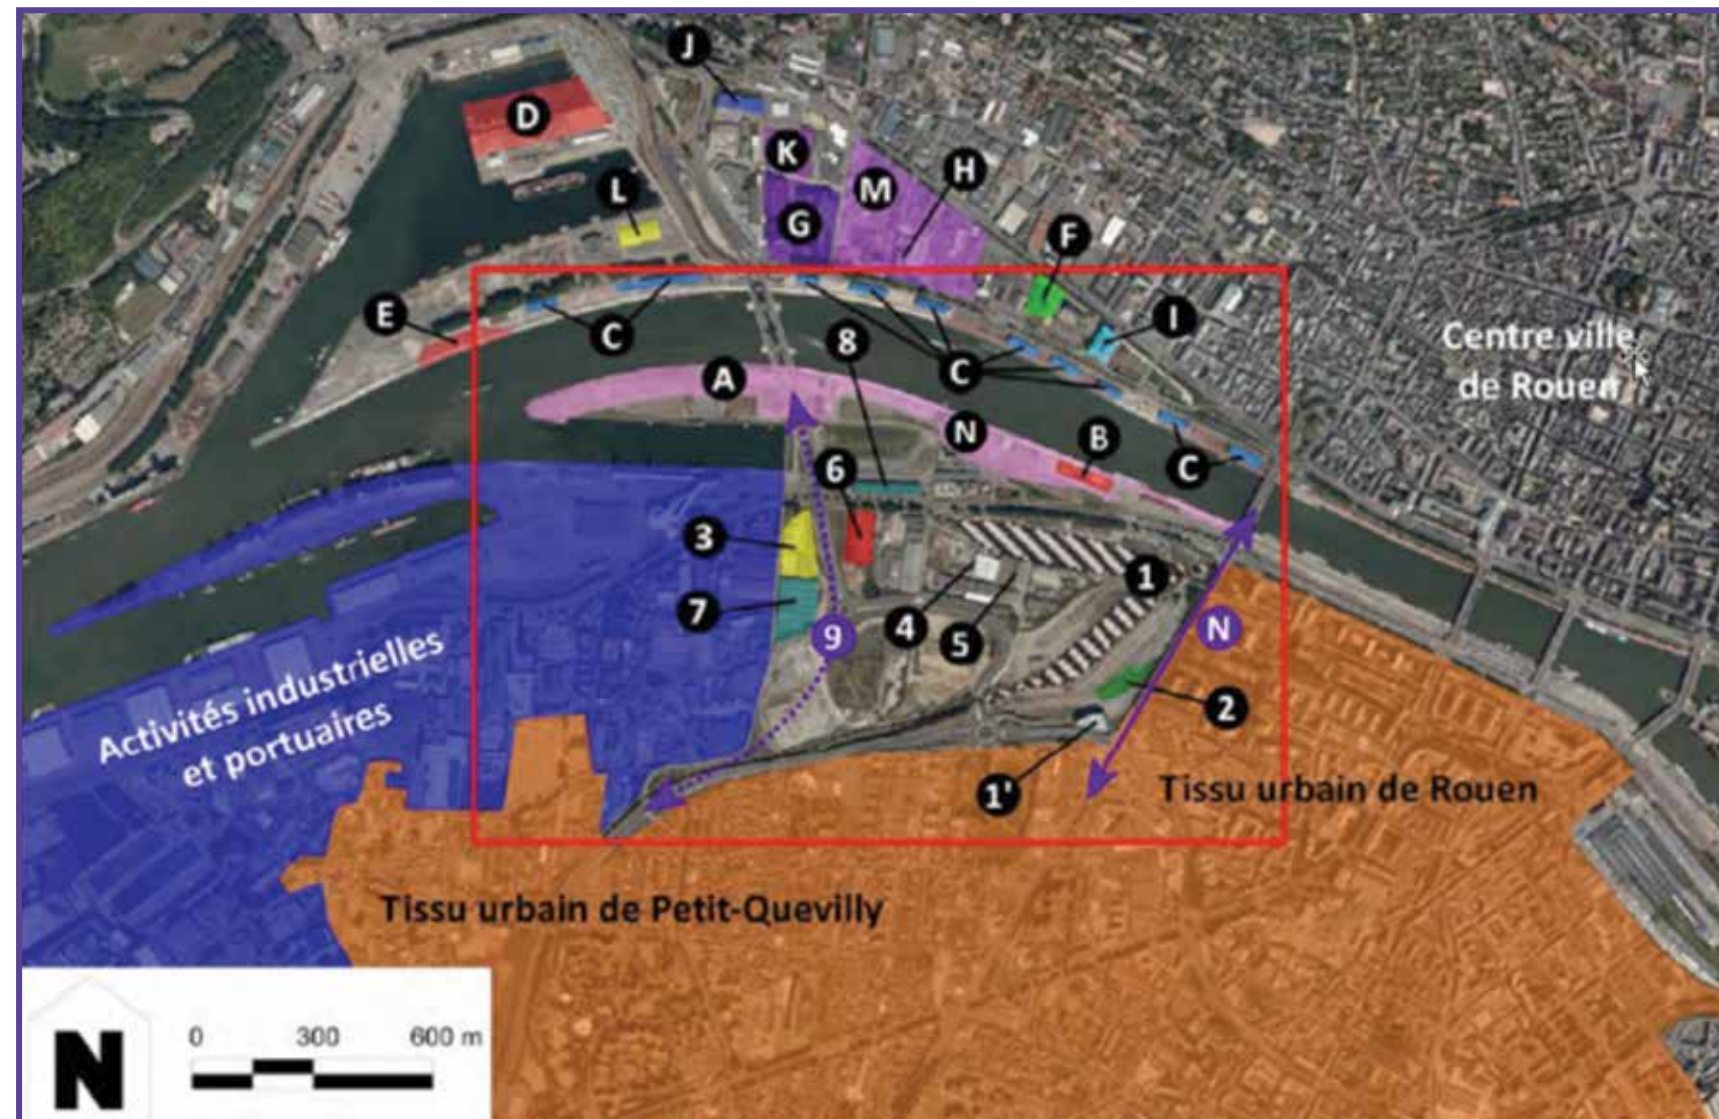 J
D
K
H
L
M
G
F
E
C
8
I
Centre ville
de Rouen
A
C
N
B
6
C
3
1
7
9
4
5
N
Activités industrielles
et portuaires
2
1'
Tissu urbain de Rouen
Tissu urbain de Petit-Quevilly
0 300 600 m
N